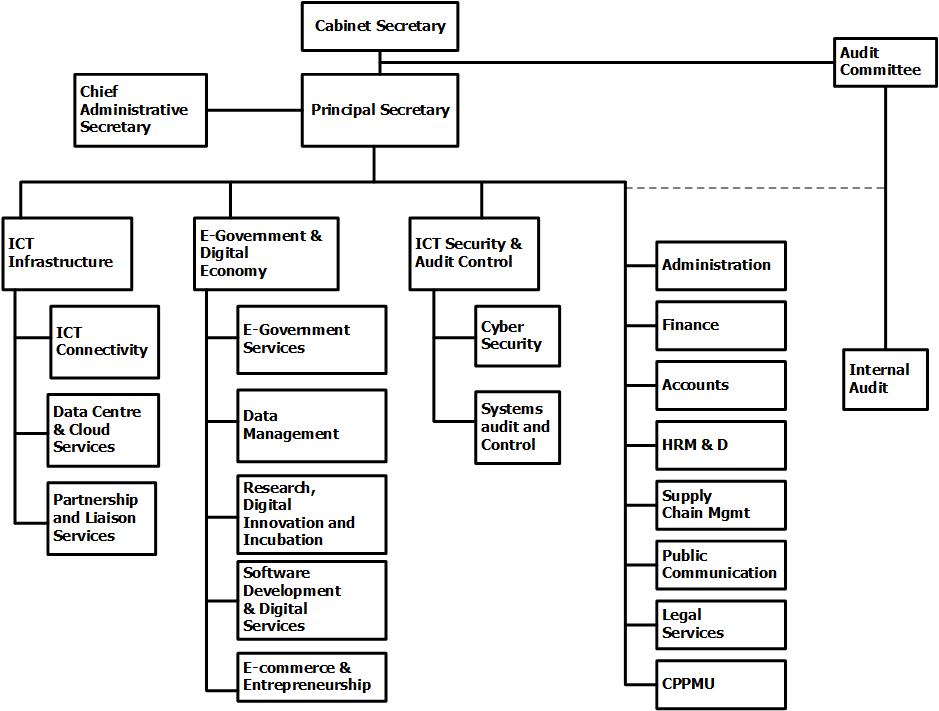 Cabinet Secretary
Audit
Committee
Chief
Administrative
Secretary
Principal Secretary
ICT
Infrastructure
ICT
Connectivity
Data Centre
& Cloud
Services
Partnership
and Liaison
Services
E-Government &
Digital
Economy
E-Government
Services
Data
Management
Research,
Digital
Innovation and
Incubation
Software
Development
& Digital
Services
E-commerce &
Entrepreneurship
ICT Security &
Audit Control
Cyber
Security
Systems
audit and
Control
Administration
Finance
Accounts
HRM & D
Supply
Chain Mgmt
Public
Communication
Legal
Services
CPPMU
Internal
Audit